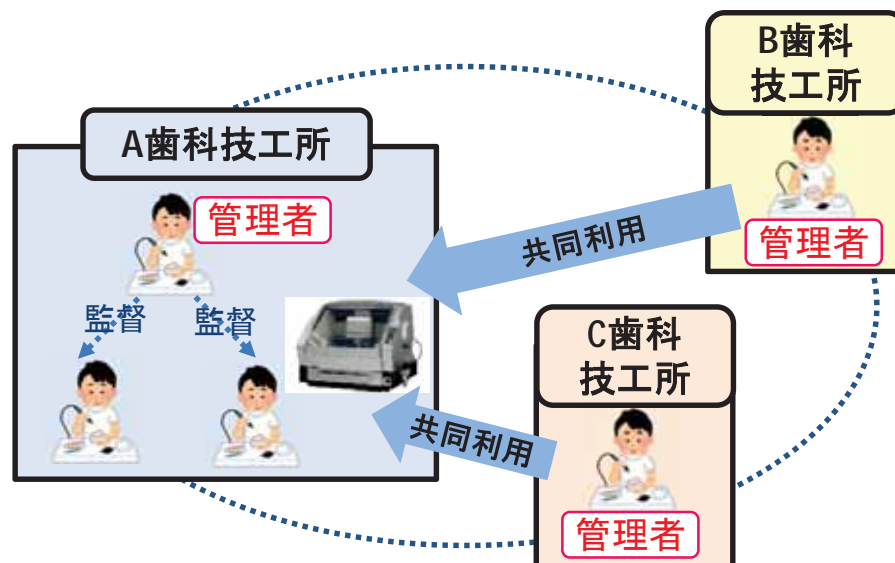 A歯科技工所
管理者
監督
監督
B歯科
技工所
管理者
共同利用
C歯科
技工所
管理者
共同利用